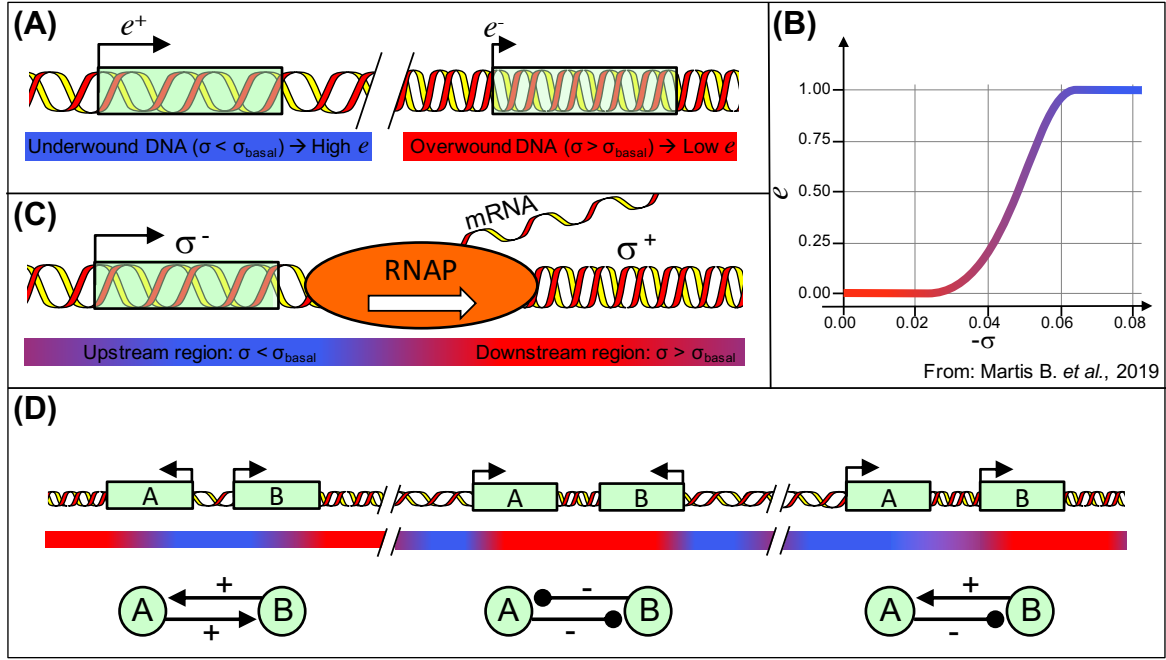 (A)
e+
e-
Underwound DNA (σ < σbasal) → High e
Overwound DNA (σ > σbasal) → Low e
(B)
1.00
0.75
0.50
0.25
0.00
e
0.00
0.02
0.04
0.06
0.08
-σ
From: Martis B. et al., 2019
(C)
σ-
RNAP
mRNA
σ+
Upstream region: σ < σbasal
Downstream region: σ > σbasal
(D)
A
B
A
B
A
B
A
+
+
B
A
-
-
B
A
+
-
B